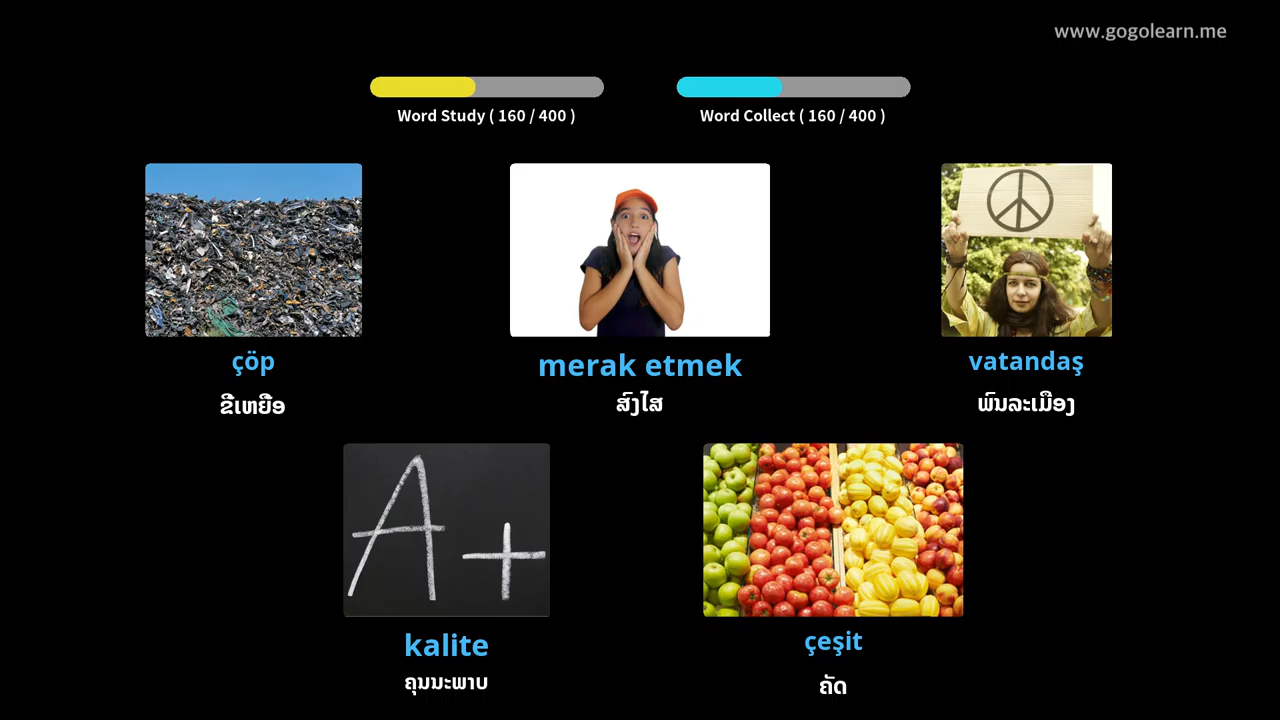 www.gogolearn.me
Word Study ( 160 / 400 )
Word Collect ( 160 / 400 )
çöp
ຂີ້ເຫຍື້ອ
merak etmek
ສົງໄສ
vatandaş
ພົນລະເມືອງ
A+
kalite
ຄຸນນະພາບ
çeşit
ຄັດ